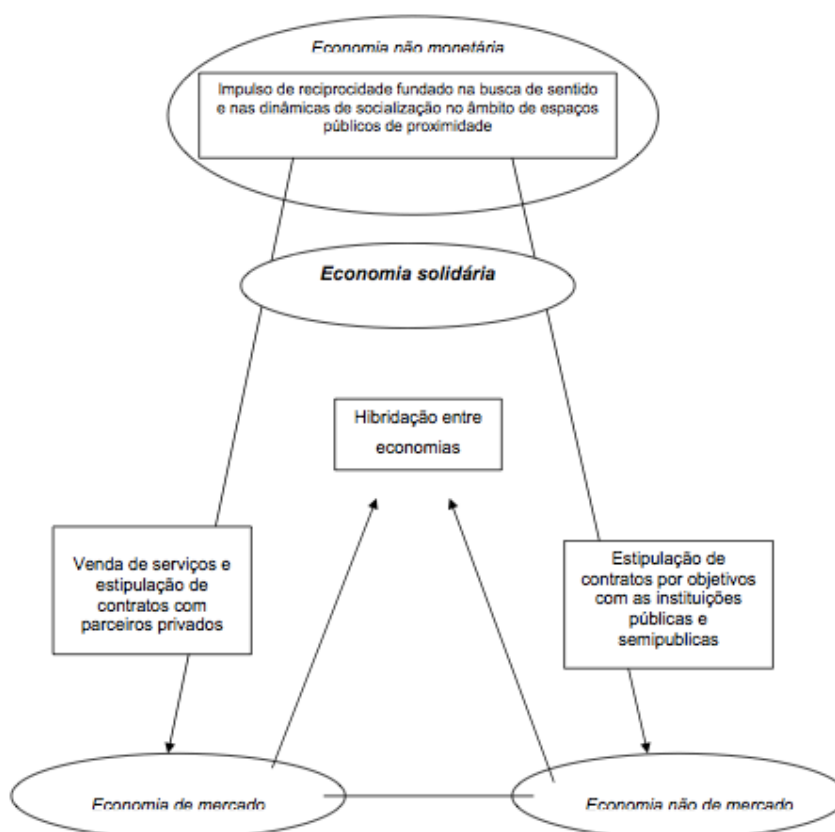 Economia não monetária
Impulso de reciprocidade fundado na busca de sentido
e nas dinâmicas de socialização no âmbito de espaços
públicos de proximidade
Economia solidária
Hibridação entre
economias
Venda de serviços e
estipulação de
contratos com
parceiros privados
Estipulação de
contratos por objetivos
com as instituições
públicas e
semipublicas
Economia de mercado
Economia não de mercado